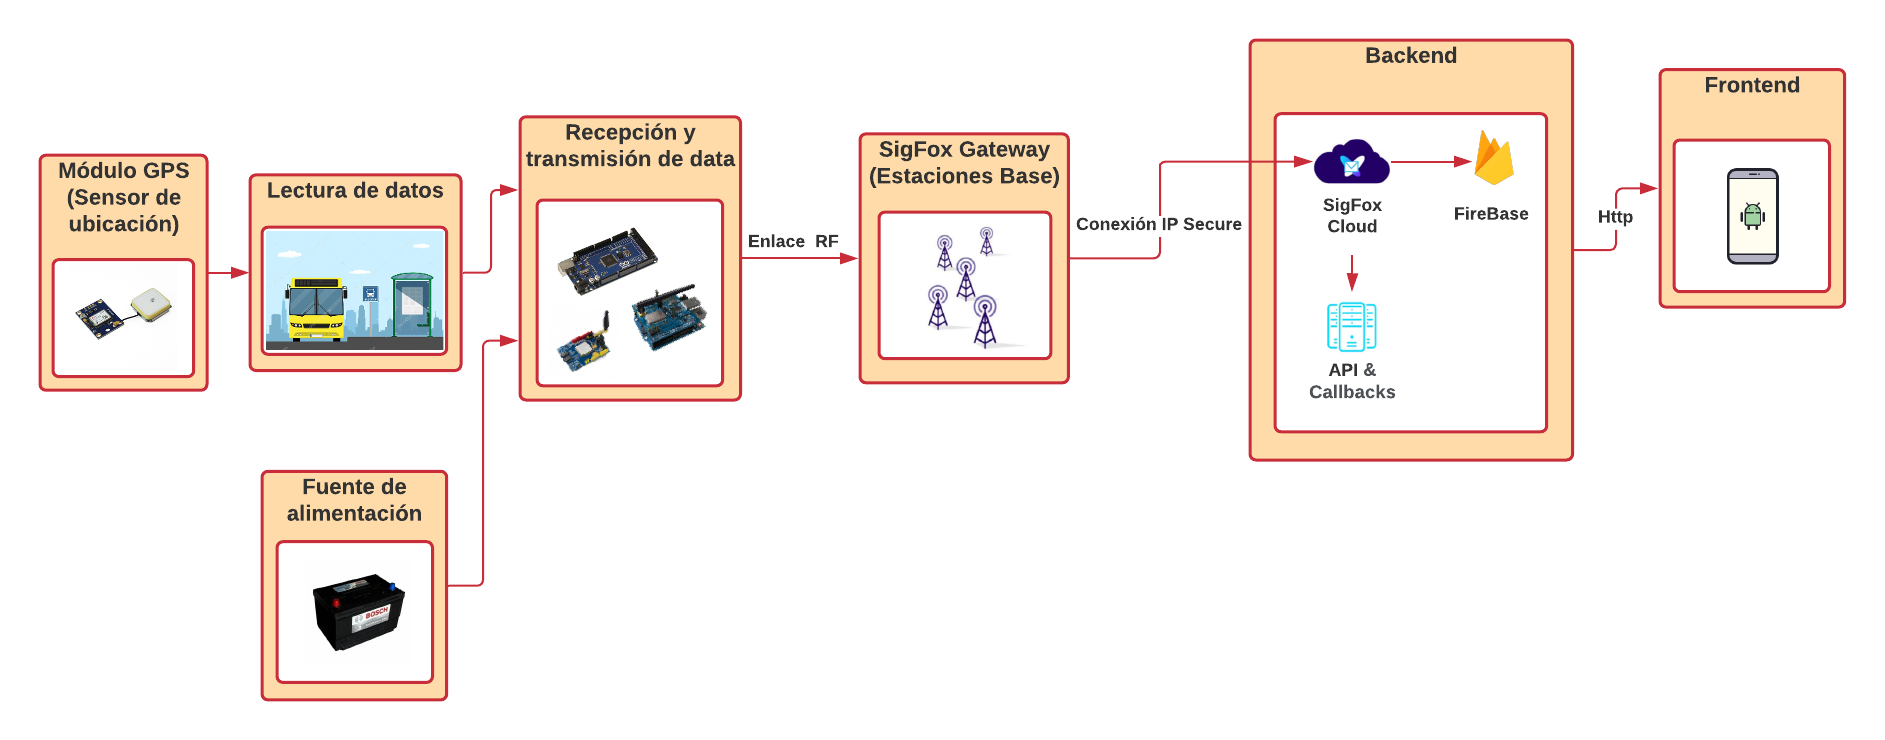 Módulo GPS
(Sensor de
ubicación)
Lectura de datos
Recepción y
transmisión de data
Enlace  RF
SigFox Gateway
(Estaciones Base)
Conexión IP Secure
Backend
SigFox
Cloud
FireBase
API &
Callbacks
Http
Frontend
Fuente de
alimentación
BOSCH